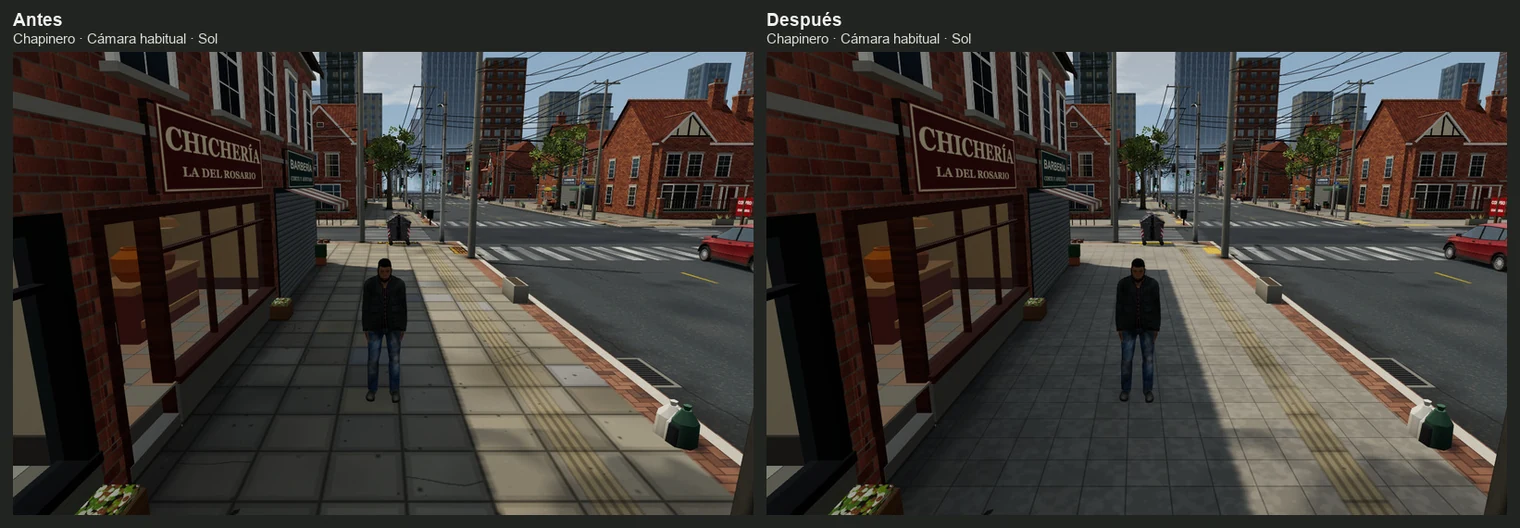 Antes
Chapinero · Cámara habitual · Sol
CHICHERÍA
LA DEL ROSARIO
BARBERÍA
Después
Chapinero · Cámara habitual · Sol
CHICHERÍA
LA DEL ROSARIO
BARBERÍA